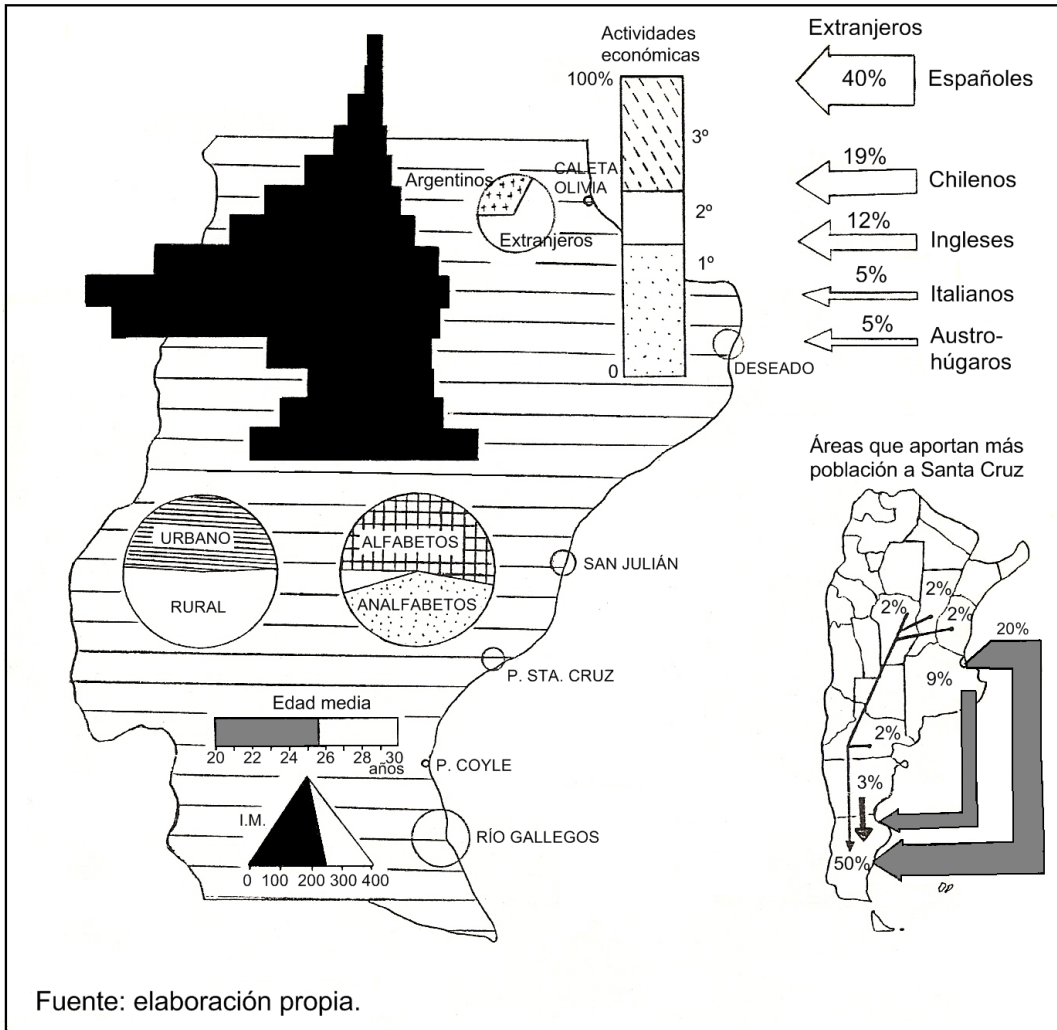 Actividades
económicas
100%
3º
2º
1º
0
Extranjeros
40%
Españoles
19%
Chilenos
12%
Ingleses
5%
Italianos
5%
Austro-
húgaros
Argentinos
Extranjeros
CALETA
OLIVIA
DESEADO
SAN JULIÁN
P. STA. CRUZ
P. COYLE
RÍO GALLEGOS
URBANO
RURAL
ALFABETOS
ANALFABETOS
Edad media
20 22 24 26 28 30
años
I.M.
0 100 200 300 400
Áreas que aportan más
población a Santa Cruz
2%
2%
2%
20%
9%
2%
3%
50%
Fuente: elaboración propia.